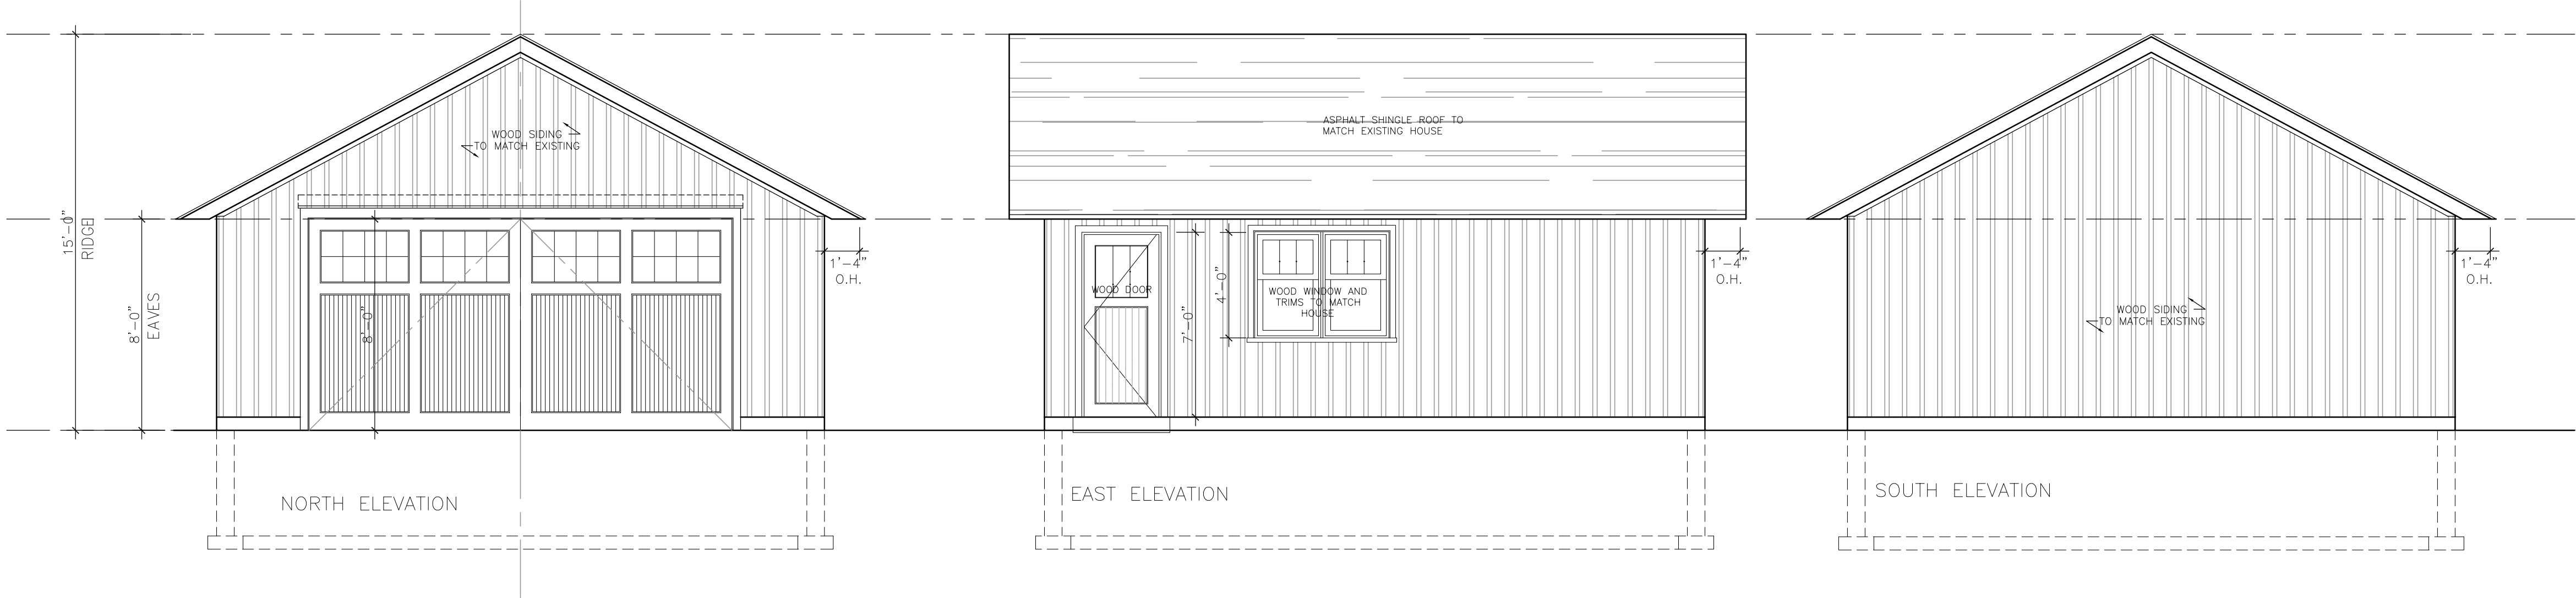 15'-0"
RIDGE
8'-0"
EAVES
WOOD SIDING
TO MATCH EXISTING
8'-0"
1'-4"
O.H.
NORTH ELEVATION
ASPHALT SHINGLE ROOF TO
MATCH EXISTING HOUSE
WOOD DOOR
7'-0"
4'-0"
WOOD WINDOW AND
TRIMS TO MATCH
HOUSE
1'-4"
O.H.
EAST ELEVATION
WOOD SIDING
TO MATCH EXISTING
1'-4"
O.H.
SOUTH ELEVATION